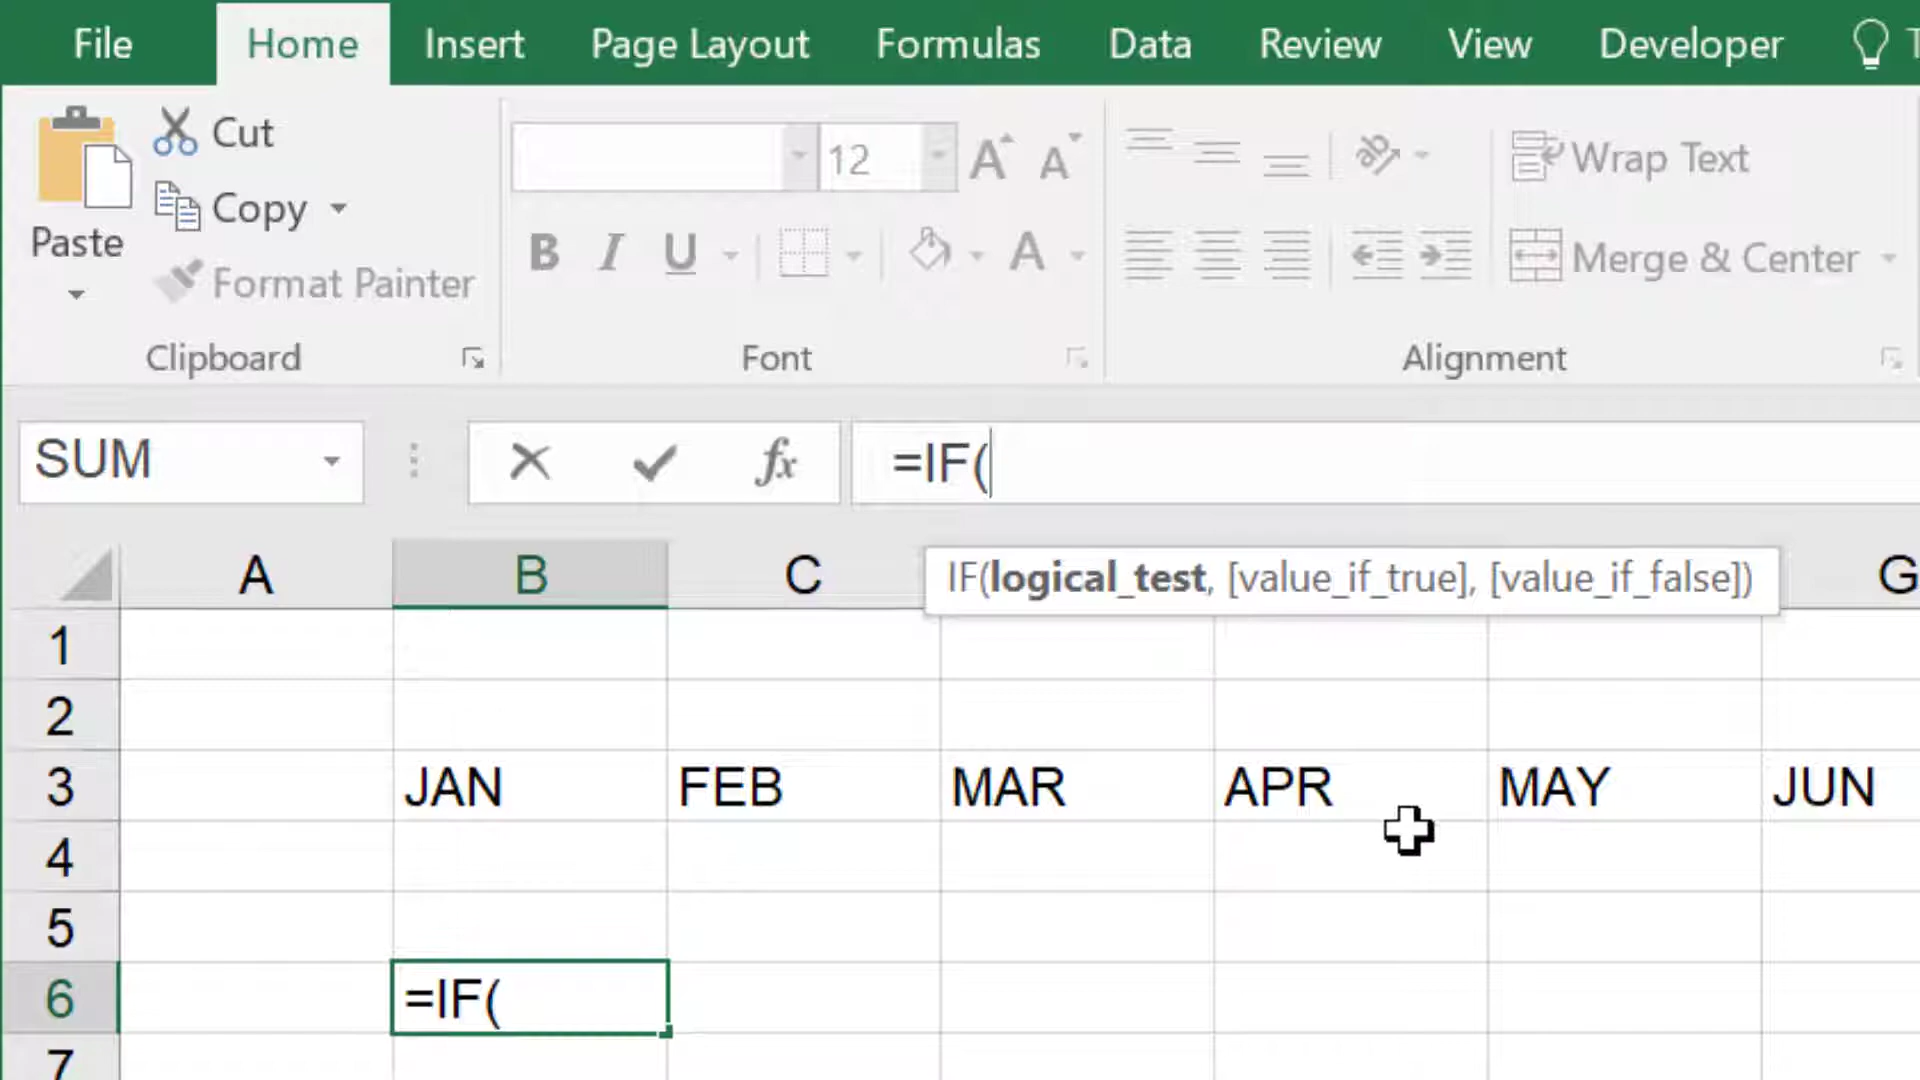 File Home Insert Page Layout Formulas Data Review View Developer
Cut
Copy
Paste
Format Painter
Clipboard
12 A A
B I U A
Font
ab
Wrap Text
Merge & Center
Alignment
SUM fx =IF(
IF(logical_test, [value_if_true], [value_if_false])
A B C G
1
2
3 JAN FEB MAR APR MAY JUN
4
5
6 =IF(
7